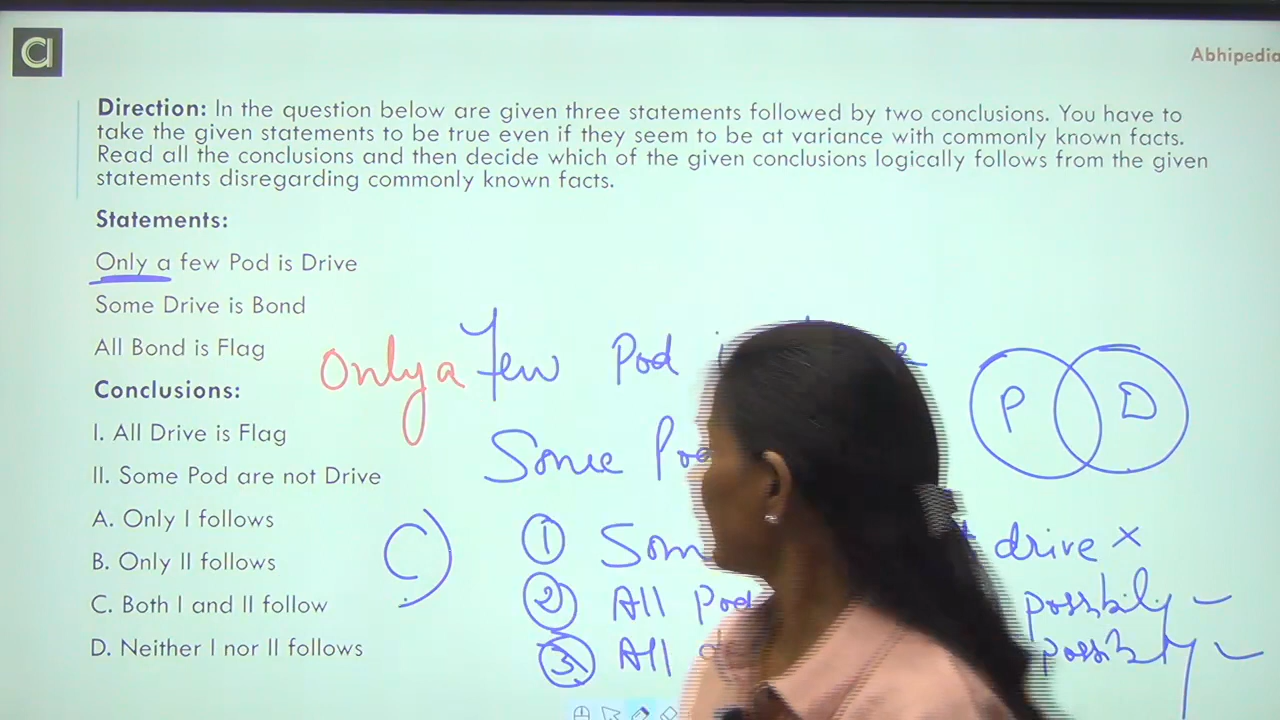 Abhipedia
Direction: In the question below are given three statements followed by two conclusions. You have to
take the given statements to be true even if they seem to be at variance with commonly known facts.
Read all the conclusions and then decide which of the given conclusions logically follows from the given
statements disregarding commonly known facts.
Statements:
Only a few Pod is Drive
Some Drive is Bond
All Bond is Flag
Only a Few Pod
Conclusions:
P D
I. All Drive is Flag
Some
II. Some Pod are not Drive
A. Only I follows
C)
1 drive ×
B. Only II follows
2 All Pod possibly
C. Both I and II follow
3. All possibly
D. Neither I nor II follows